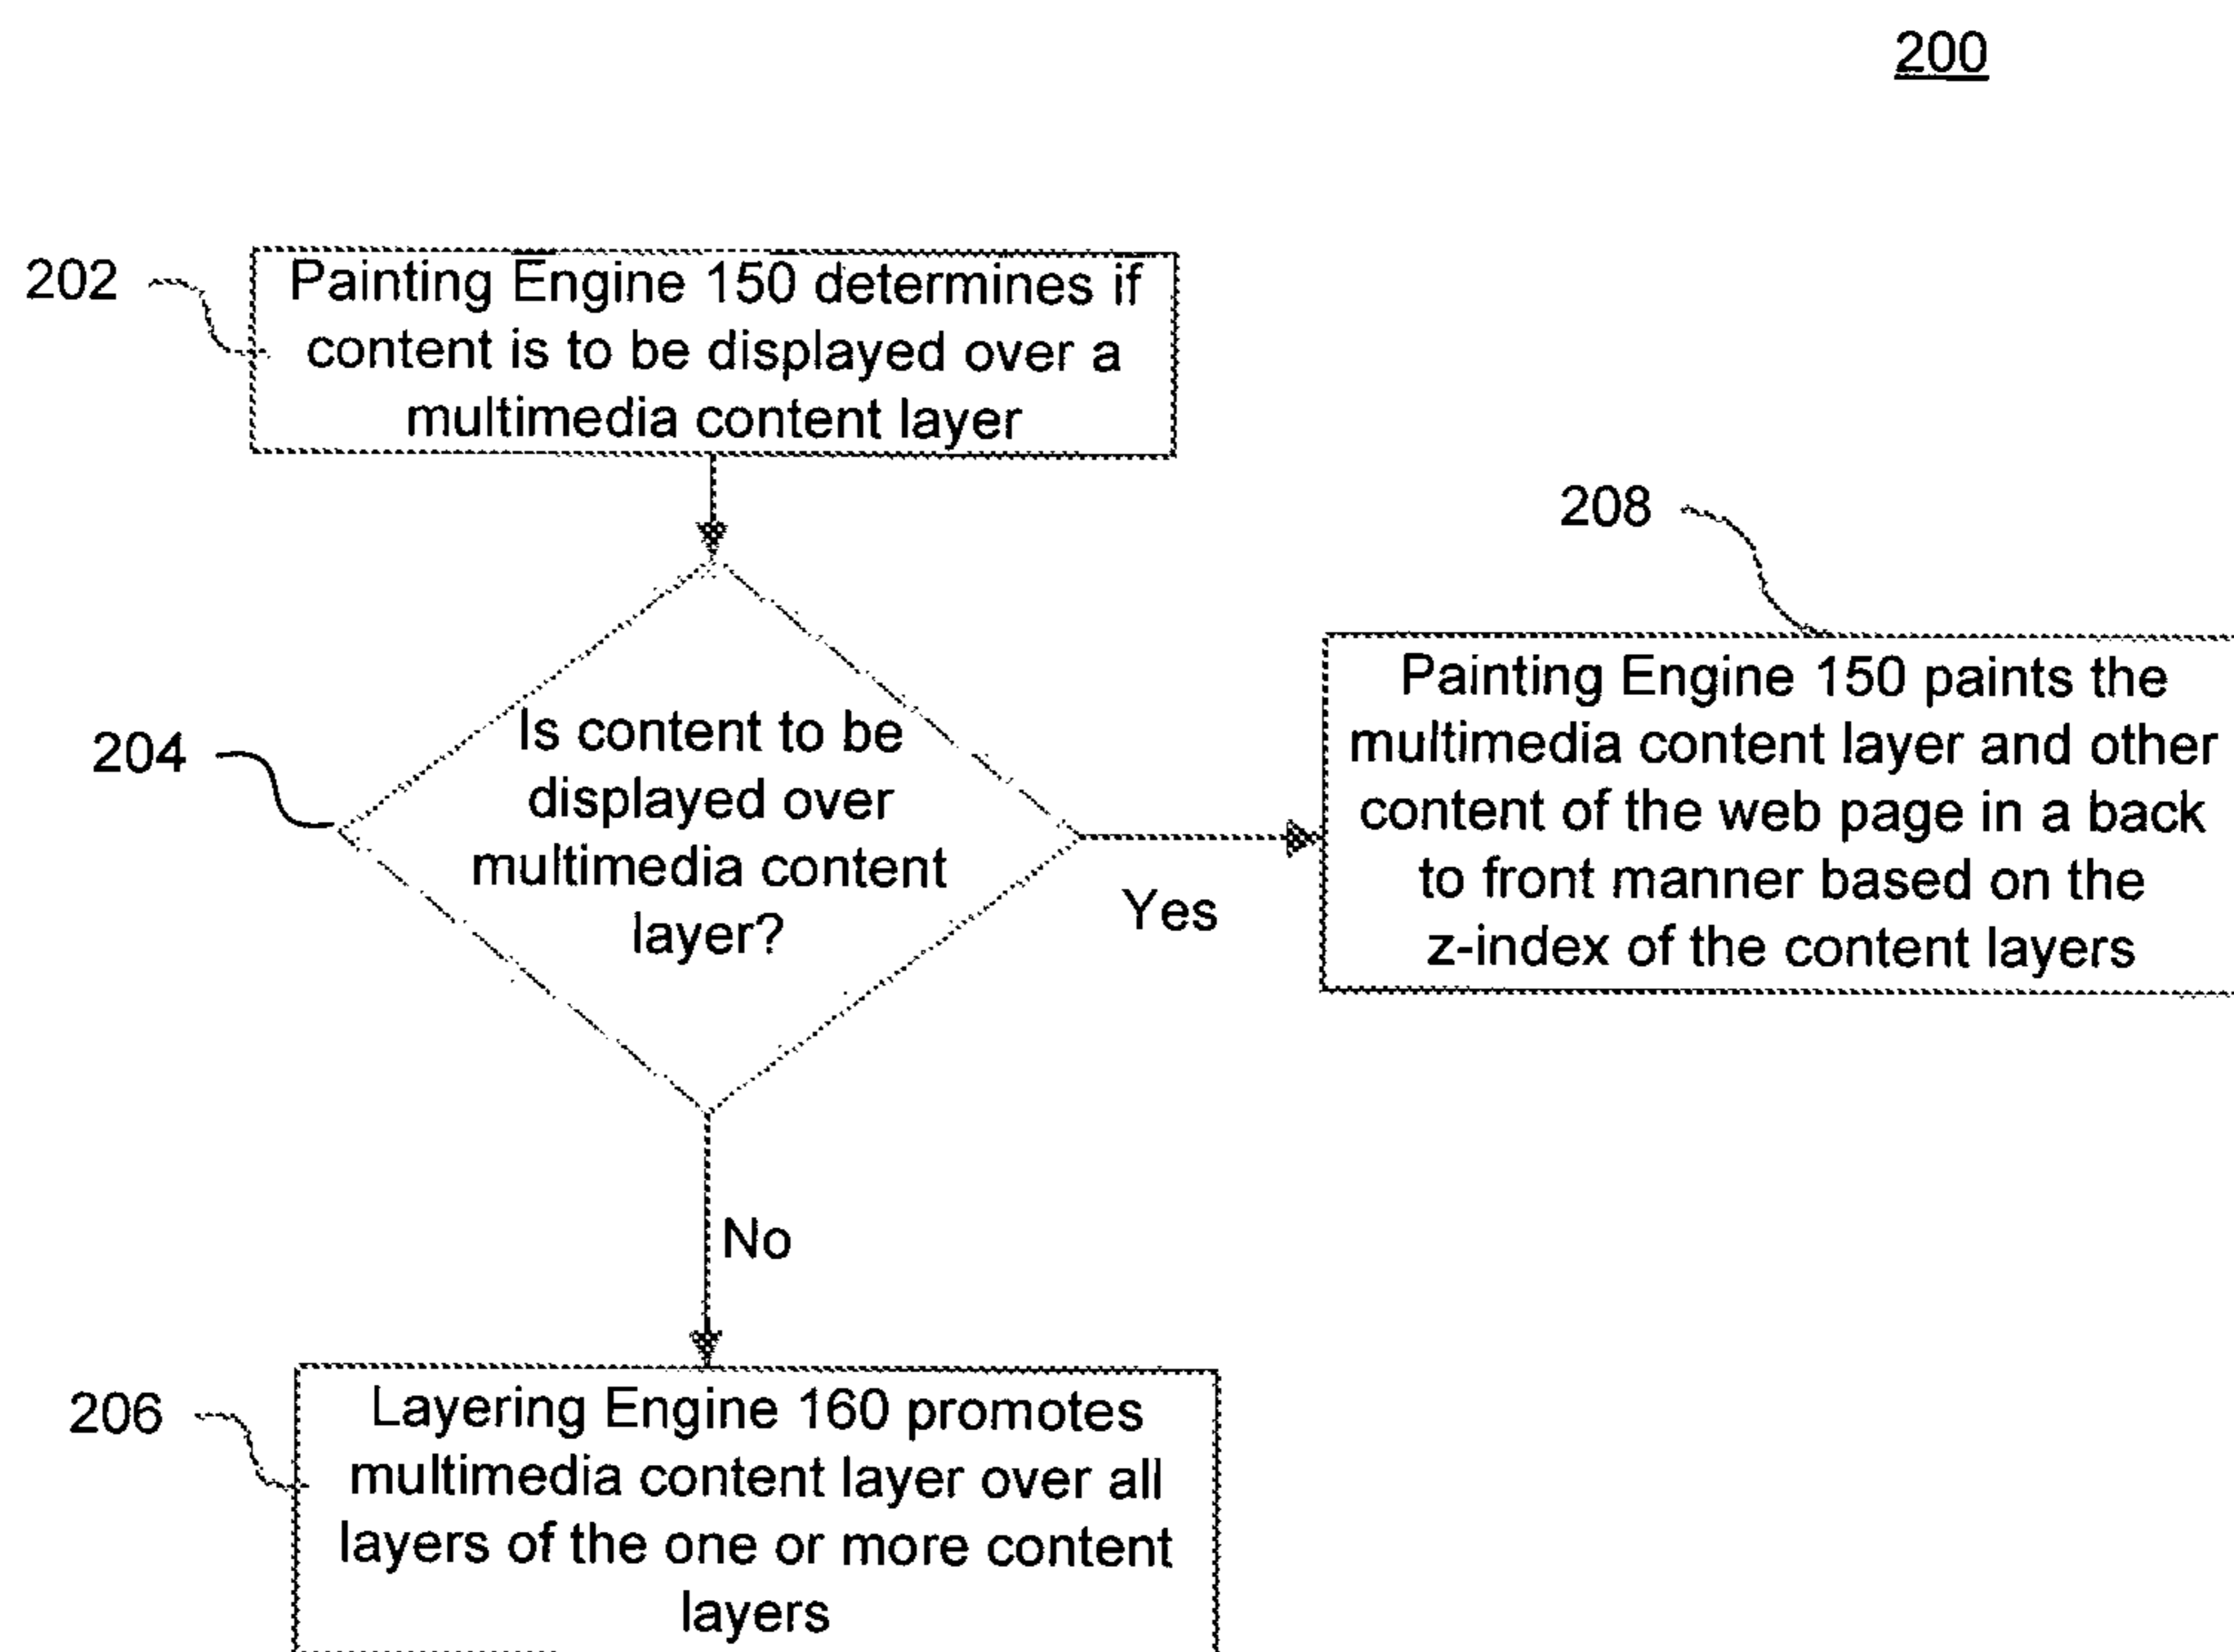 200
202
Painting Engine 150 determines if
content is to be displayed over a
multimedia content layer
208
Painting Engine 150 paints the
multimedia content layer and other
content of the web page in a back
to front manner based on the
z-index of the content layers
204
Is content to be
displayed over
multimedia content
layer?
Yes
No
206
Layering Engine 160 promotes
multimedia content layer over all
layers of the one or more content
layers